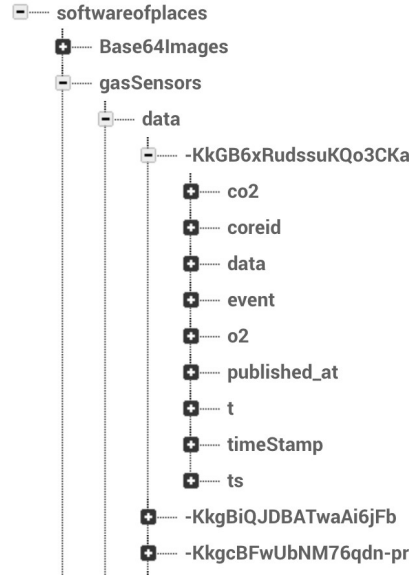 softwareofplaces
Base64Images
gasSensors
data
-KkGB6xRudssuKQo3CKa
co2
coreid
data
event
o2
published_at
t
timeStamp
ts
-KkgBiQJDBATwaAi6jFb
-KkgcBFwUbNM76qdn-pr